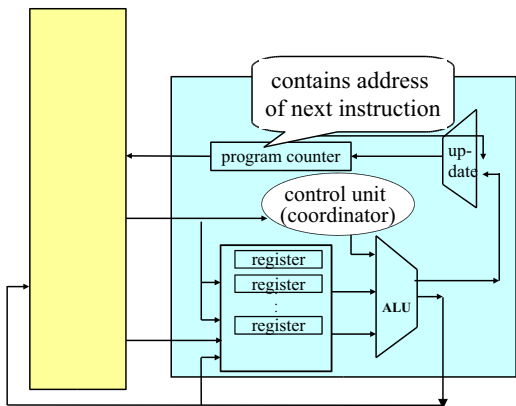 contains address
of next instruction
program counter
up-
date
control unit
(coordinator)
register
register
:
register
ALU